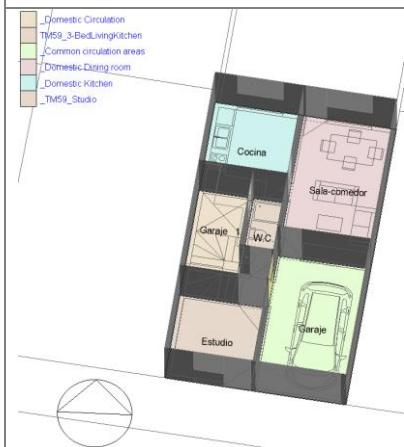 _Domestic Circulation
TM59_3-BedLivingKitchen
_Common circulation areas
_Domestic Dining room
_Domestic Kitchen
_TM59_Studio
Cocina
Sala-comedor
Garaje 1
W.C
Garaje
Estudio